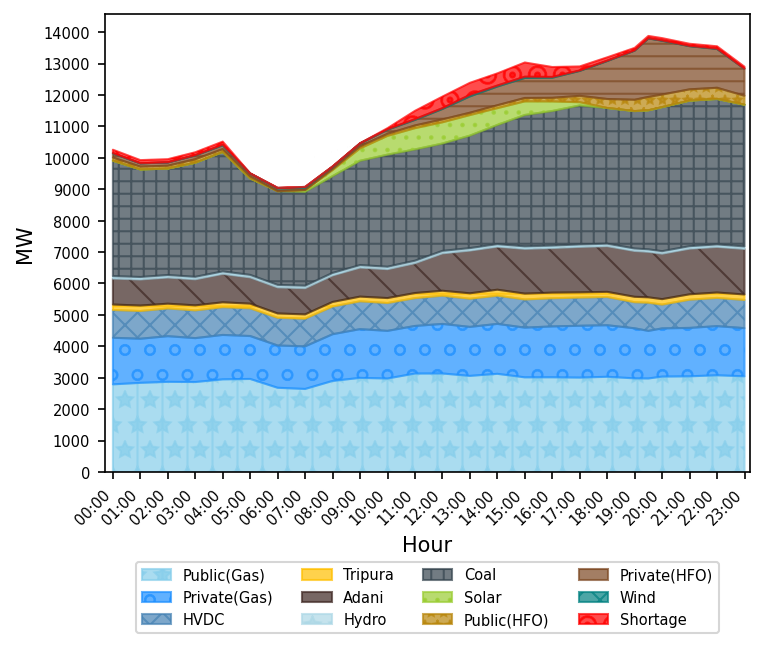 14000
13000
12000
11000
10000
9000
8000
7000
6000
5000
4000
3000
2000
1000
0
MW
00:00 01:00 02:00 03:00 04:00 05:00 06:00 07:00 08:00 09:00 10:00 11:00 12:00 13:00 14:00 15:00 16:00 17:00 18:00 19:00 20:00 21:00 22:00 23:00
Hour
Public(Gas) Tripura Coal Private(HFO)
Private(Gas) Adani Solar Wind
HVDC Hydro Public(HFO) Shortage